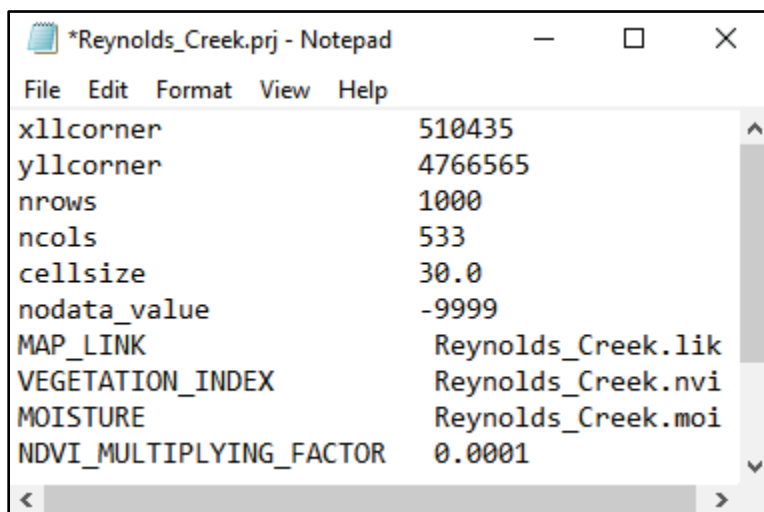 *Reynolds_Creek.prj - Notepad
File Edit Format View Help
xllcorner 510435
yllcorner 4766565
nrows 1000
ncols 533
cellsize 30.0
nodata_value -9999
MAP_LINK Reynolds_Creek.lik
VEGETATION_INDEX Reynolds_Creek.nvi
MOISTURE Reynolds_Creek.moi
NDVI_MULTIPLYING_FACTOR 0.0001